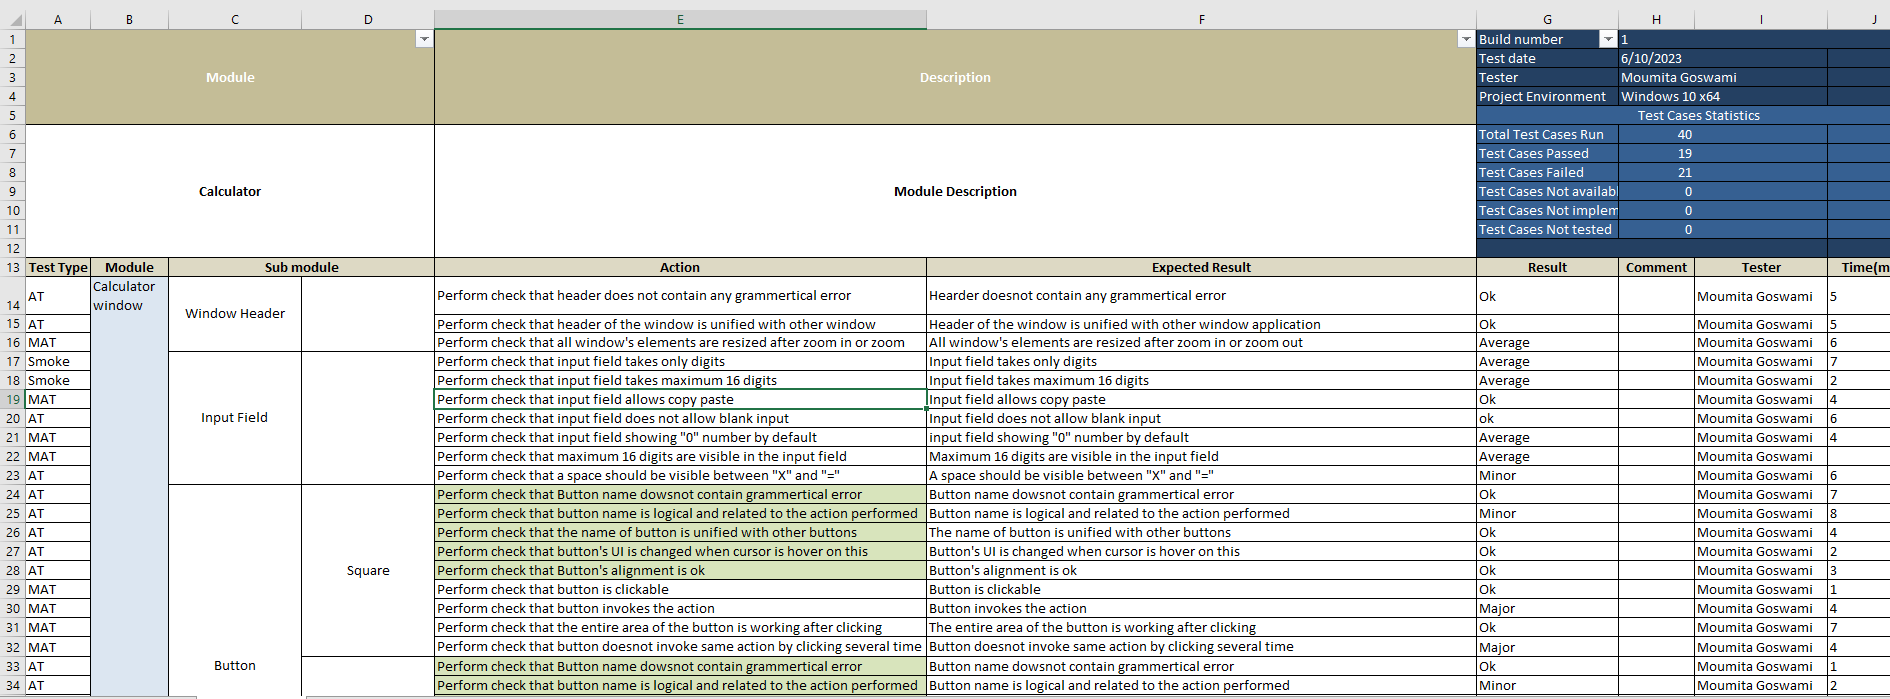 A B C D E F G H I J
1 Build number 1
2 Test date 6/10/2023
3 Module Description Tester Moumita Goswami
4 Project Environment Windows 10 x64
5 Test Cases Statistics
6 Total Test Cases Run 40
7 Test Cases Passed 19
8 Test Cases Failed 21
9 Calculator Module Description Test Cases Not availabl 0
10 Test Cases Not implem 0
11 Test Cases Not tested 0
12
13 Test Type Module Sub module Action Expected Result Result Comment Tester Time(m
Calculator
window
14 AT Window Header Perform check that header does not contain any grammertical error Hearder doesnot contain any grammertical error Ok Moumita Goswami 5
15 AT Perform check that header of the window is unified with other window Header of the window is unified with other window application Ok Moumita Goswami 5
16 MAT Perform check that all window's elements are resized after zoom in or zoom All window's elements are resized after zoom in or zoom out Average Moumita Goswami 6
17 Smoke Perform check that input field takes only digits Input field takes only digits Average Moumita Goswami 7
18 Smoke Perform check that input field takes maximum 16 digits Input field takes maximum 16 digits Average Moumita Goswami 2
19 MAT Perform check that input field allows copy paste Input field allows copy paste Ok Moumita Goswami 4
20 AT Input Field Perform check that input field does not allow blank input Input field does not allow blank input ok Moumita Goswami 6
21 MAT Perform check that input field showing "0" number by default input field showing "0" number by default Average Moumita Goswami 4
22 MAT Perform check that maximum 16 digits are visible in the input field Maximum 16 digits are visible in the input field Average Moumita Goswami
23 AT Perform check that a space should be visible between "X" and "=" A space should be visible between "X" and "=" Minor Moumita Goswami 6
24 AT Perform check that Button name dowsnot contain grammertical error Button name dowsnot contain grammertical error Ok Moumita Goswami 7
25 AT Perform check that button name is logical and related to the action performed Button name is logical and related to the action performed Minor Moumita Goswami 8
26 AT Perform check that the name of button is unified with other buttons The name of button is unified with other buttons Ok Moumita Goswami 4
27 AT Perform check that button's UI is changed when cursor is hover on this Button's UI is changed when cursor is hover on this Ok Moumita Goswami 2
28 AT Square Perform check that Button's alignment is ok Button's alignment is ok Ok Moumita Goswami 3
29 MAT Perform check that button is clickable Button is clickable Ok Moumita Goswami 1
30 MAT Perform check that button invokes the action Button invokes the action Major Moumita Goswami 4
31 MAT Perform check that the entire area of the button is working after clicking The entire area of the button is working after clicking Ok Moumita Goswami 7
32 MAT Perform check that button doesnot invoke same action by clicking several time Button doesnot invoke same action by clicking several time Major Moumita Goswami 4
33 AT Button Perform check that Button name dowsnot contain grammertical error Button name dowsnot contain grammertical error Ok Moumita Goswami 1
34 AT Perform check that button name is logical and related to the action performed Button name is logical and related to the action performed Minor Moumita Goswami 2